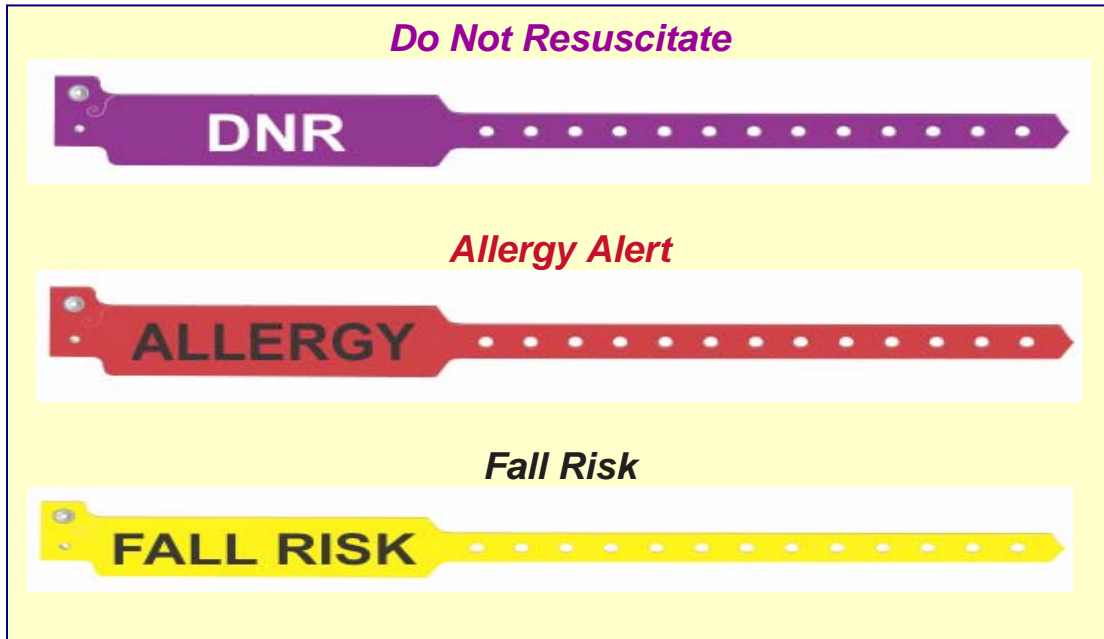 Do Not Resuscitate
DNR
Allergy Alert
ALLERGY
Fall Risk
FALL RISK